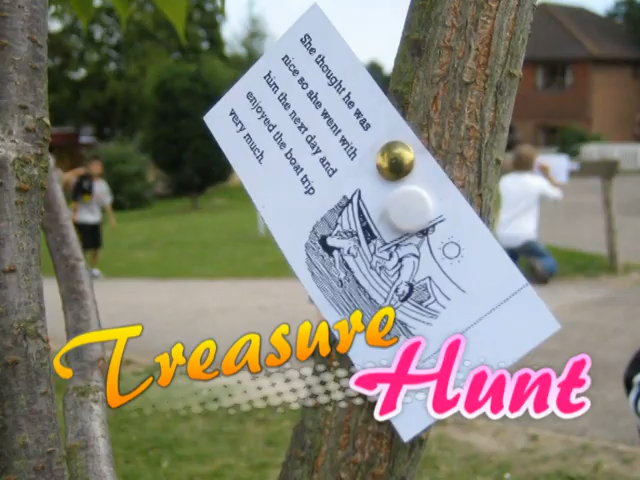 She thought he was
nice so she went with
him the next day and
enjoyed the boat trip
very much.
Treasure
Hunt